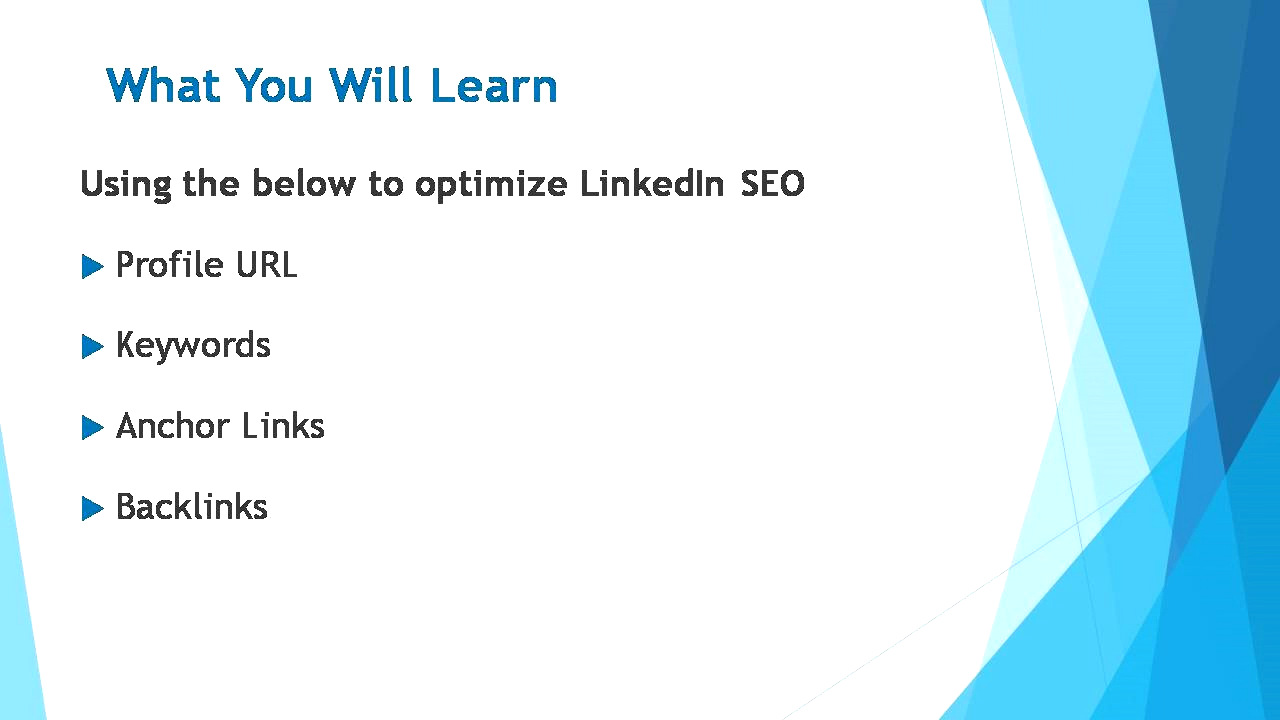 What You Will Learn
Using the below to optimize LinkedIn SEO
Profile URL
Keywords
Anchor Links
Backlinks